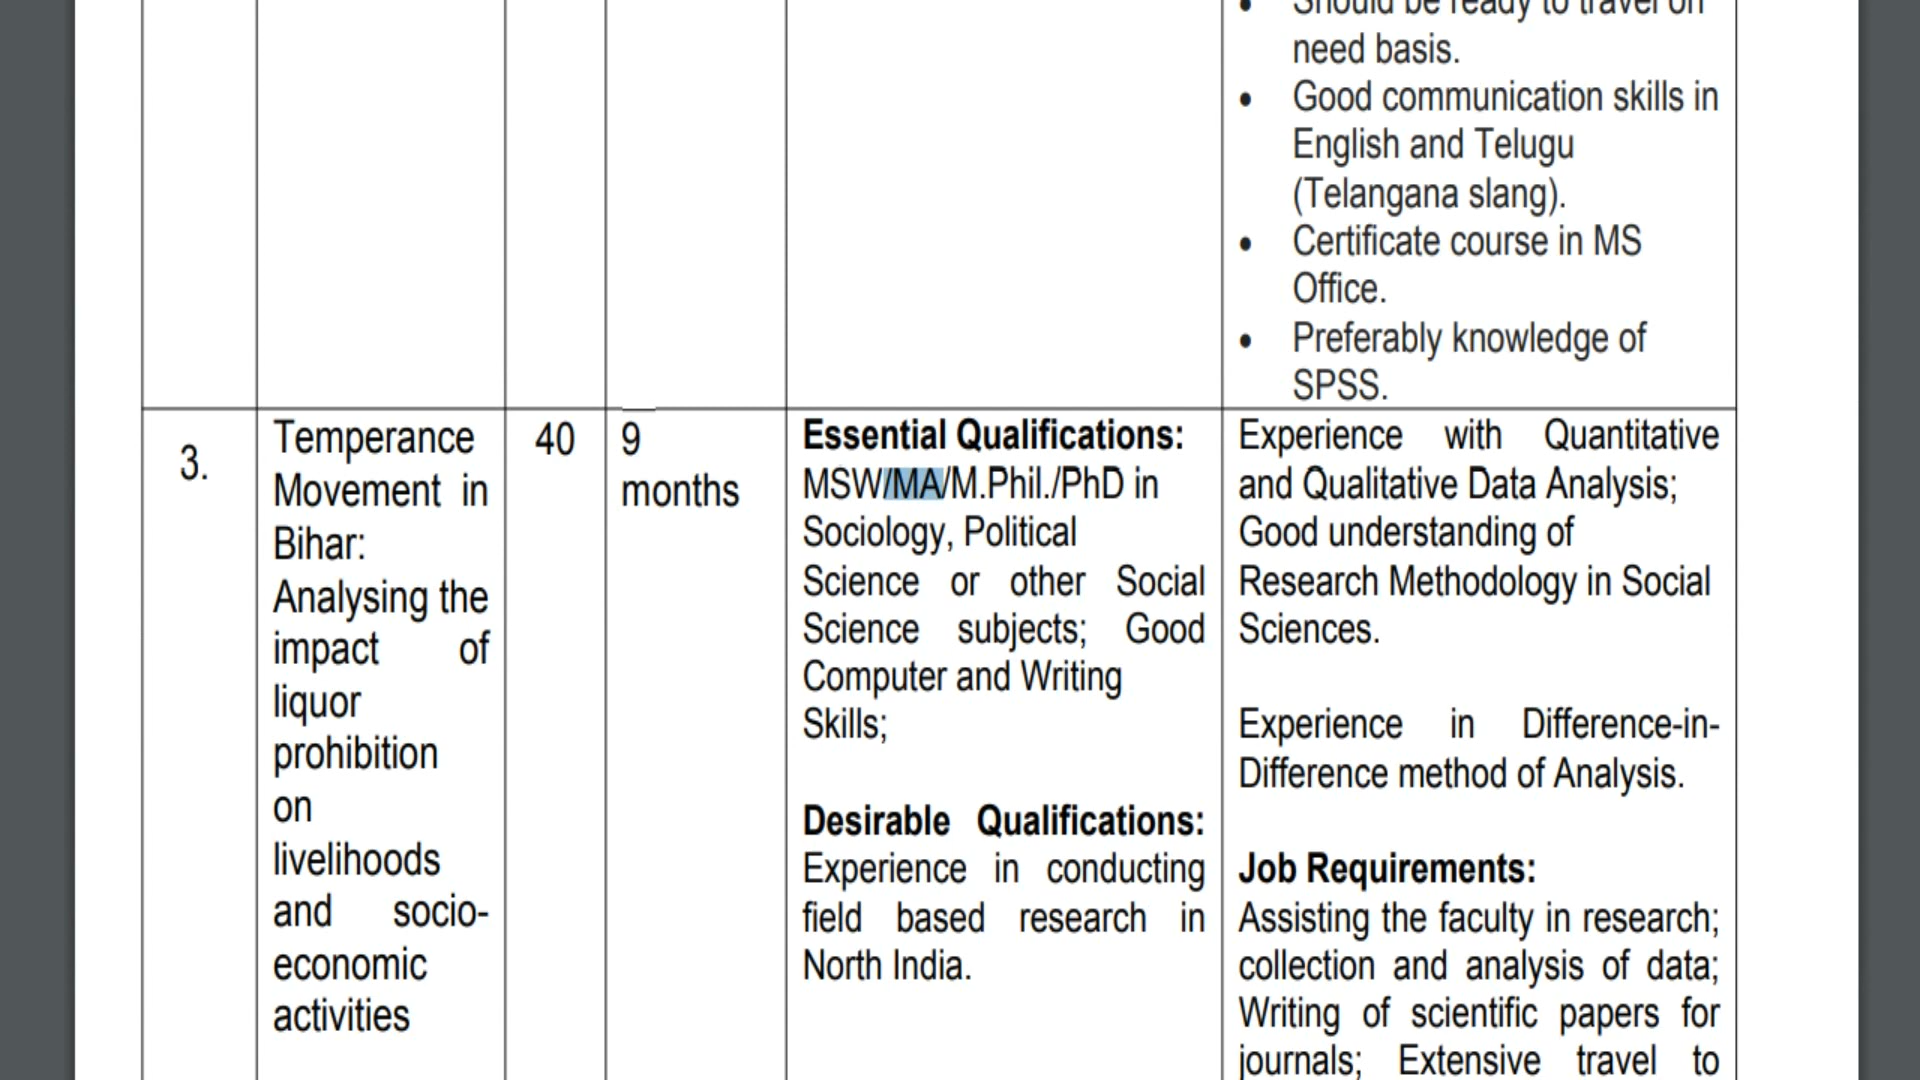 Should be ready to travel on
need basis.
• Good communication skills in
English and Telugu
(Telangana slang).
• Certificate course in MS
Office.
• Preferably knowledge of
SPSS.
3.
Temperance
Movement in
Bihar:
Analysing the
impact of
liquor
prohibition
on
livelihoods
and socio-
economic
activities
40
9
months
Essential Qualifications:
MSW/MA/M.Phil./PhD in
Sociology, Political
Science or other Social
Science subjects; Good
Computer and Writing
Skills;
Desirable Qualifications:
Experience in conducting
field based research in
North India.
Experience with Quantitative
and Qualitative Data Analysis;
Good understanding of
Research Methodology in Social
Sciences.
Experience in Difference-in-
Difference method of Analysis.
Job Requirements:
Assisting the faculty in research;
collection and analysis of data;
Writing of scientific papers for
journals; Extensive travel to